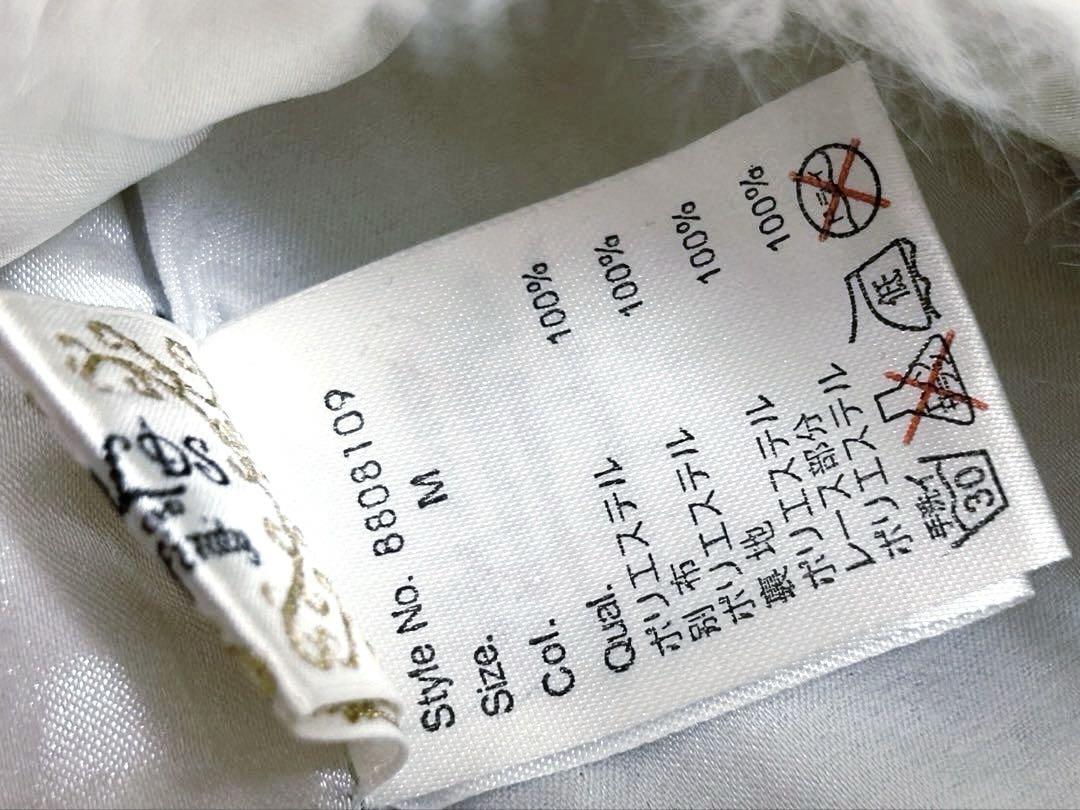 Style No. 8808109
Size. M
Col.
Qual.
ポリエステル 100%
別布
ポリエステル 100%
裏地
ポリエステル 100%
レース部分
ポリエステル 100%
手洗イ
30
低